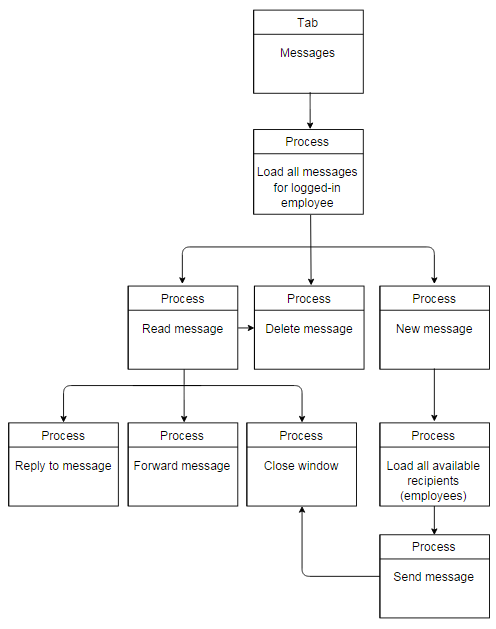 Tab
Messages
Process
Load all messages
for logged-in
employee
Process
Read message
Process
Delete message
Process
New message
Process
Reply to message
Process
Forward message
Process
Close window
Process
Load all available
recipients
(employees)
Process
Send message